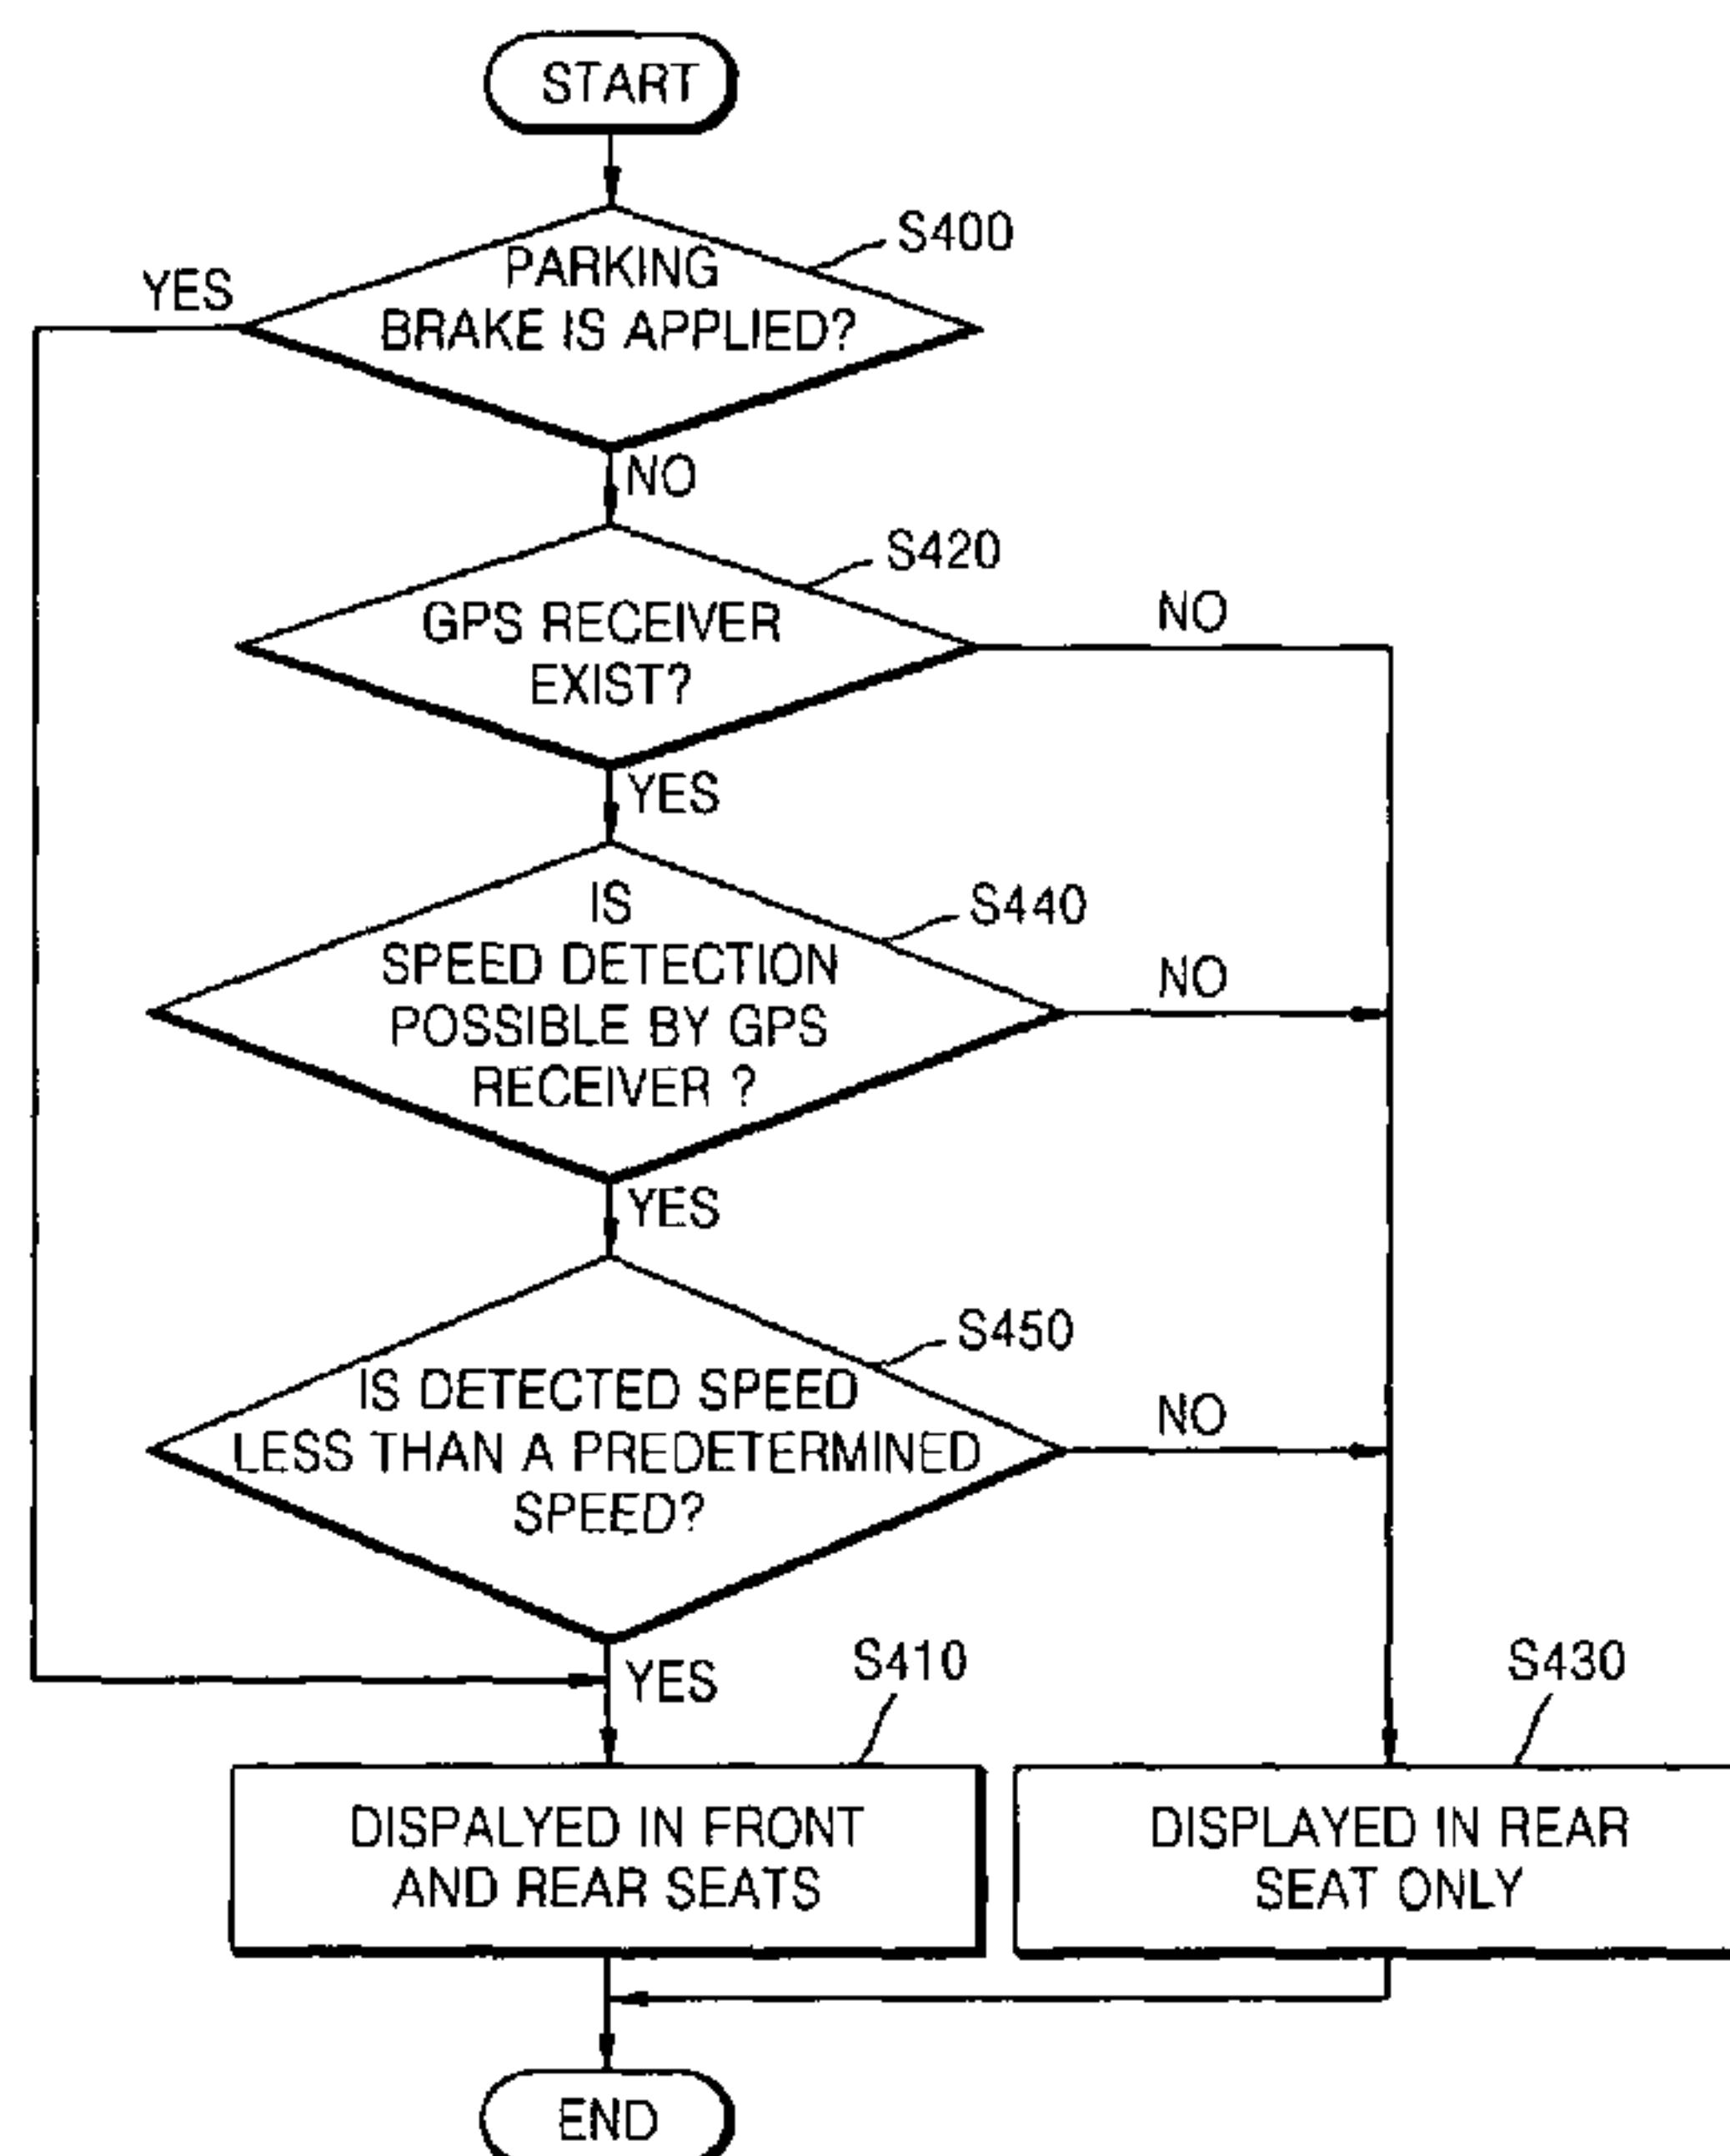 START
S400
YES
PARKING
BRAKE IS APPLIED?
NO
S420
GPS RECEIVER
EXIST?
NO
YES
S440
IS
SPEED DETECTION
POSSIBLE BY GPS
RECEIVER ?
NO
YES
S450
IS DETECTED SPEED
LESS THAN A PREDETERMINED
SPEED?
NO
YES
S410
S430
DISPALYED IN FRONT
AND REAR SEATS
DISPLAYED IN REAR
SEAT ONLY
END